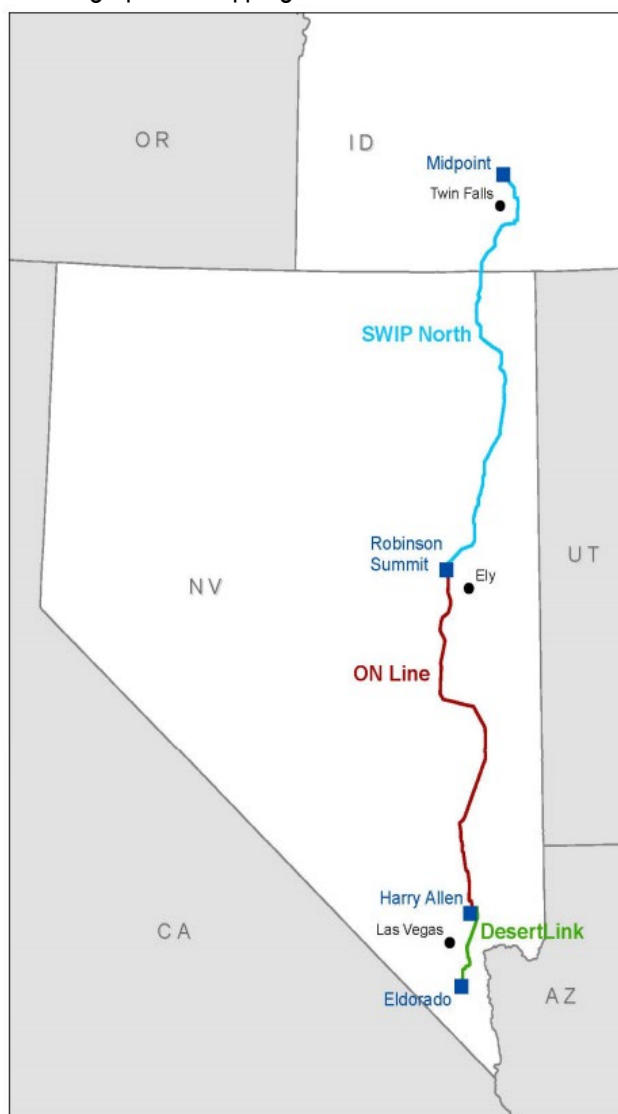 OR
ID
Midpoint
Twin Falls
SWIP North
Robinson
Summit
Ely
UT
NV
ON Line
Harry Allen
Las Vegas
DesertLink
CA
Eldorado
AZ